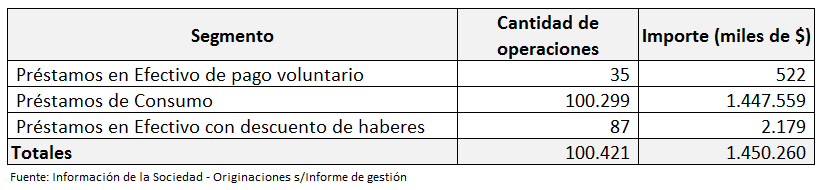 Segmento Cantidad de operaciones Importe (miles de $)
Préstamos en Efectivo de pago voluntario 35 522
Préstamos de Consumo 100.299 1.447.559
Préstamos en Efectivo con descuento de haberes 87 2.179
Totales 100.421 1.450.260
Fuente: Información de la Sociedad - Originaciones s/Informe de gestión